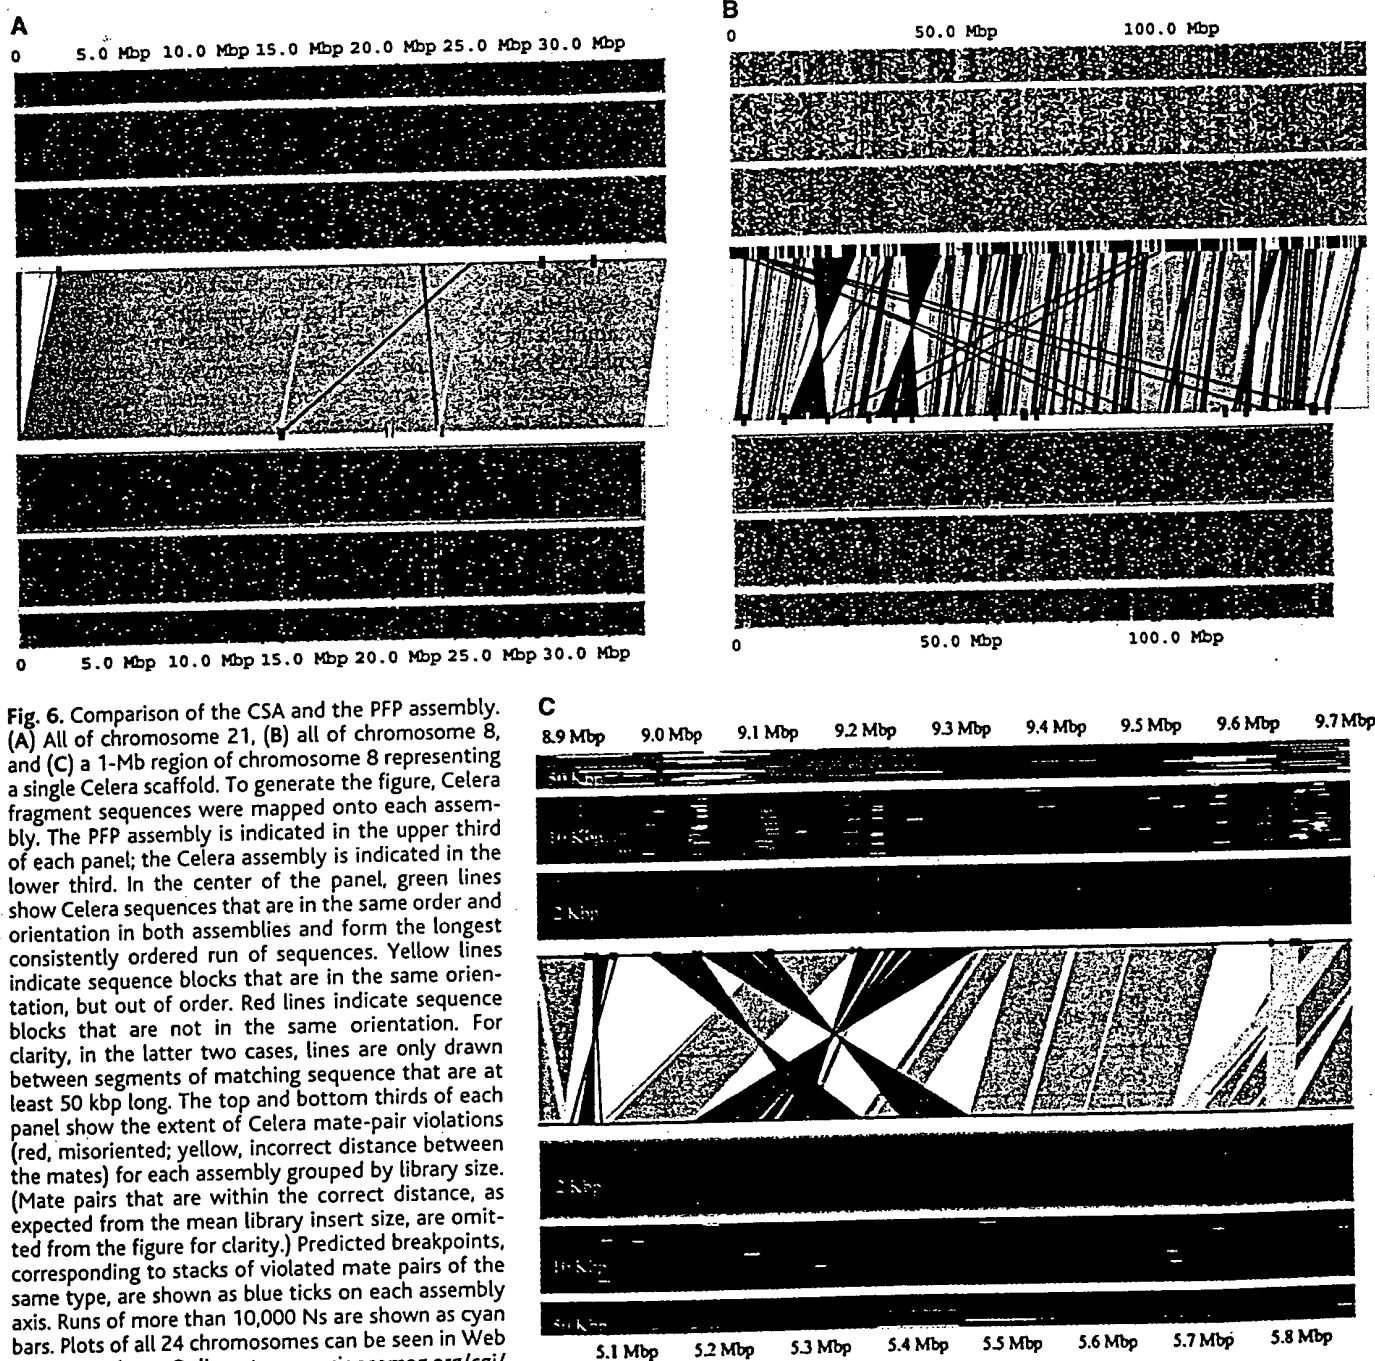 A
0 5.0 Mbp 10.0 Mbp 15.0 Mbp 20.0 Mbp 25.0 Mbp 30.0 Mbp
0 5.0 Mbp 10.0 Mbp 15.0 Mbp 20.0 Mbp 25.0 Mbp 30.0 Mbp
B
0 50.0 Mbp 100.0 Mbp
0 50.0 Mbp 100.0 Mbp
Fig. 6. Comparison of the CSA and the PFP assembly.
(A) All of chromosome 21, (B) all of chromosome 8,
and (C) a 1-Mb region of chromosome 8 representing
a single Celera scaffold. To generate the figure, Celera
fragment sequences were mapped onto each assem-
bly. The PFP assembly is indicated in the upper third
of each panel; the Celera assembly is indicated in the
lower third. In the center of the panel, green lines
show Celera sequences that are in the same order and
orientation in both assemblies and form the longest
consistently ordered run of sequences. Yellow lines
indicate sequence blocks that are in the same orien-
tation, but out of order. Red lines indicate sequence
blocks that are not in the same orientation. For
clarity, in the latter two cases, lines are only drawn
between segments of matching sequence that are at
least 50 kbp long. The top and bottom thirds of each
panel show the extent of Celera mate-pair violations
(red, misoriented; yellow, incorrect distance between
the mates) for each assembly grouped by library size.
(Mate pairs that are within the correct distance, as
expected from the mean library insert size, are omit-
ted from the figure for clarity.) Predicted breakpoints,
corresponding to stacks of violated mate pairs of the
same type, are shown as blue ticks on each assembly
axis. Runs of more than 10,000 Ns are shown as cyan
bars. Plots of all 24 chromosomes can be seen in Web
C
8.9 Mbp 9.0 Mbp 9.1 Mbp 9.2 Mbp 9.3 Mbp 9.4 Mbp 9.5 Mbp 9.6 Mbp 9.7 Mbp
50 Kbp
10 Kbp
2 Kbp
2 Kbp
10 Kbp
50 Kbp
5.1 Mbp 5.2 Mbp 5.3 Mbp 5.4 Mbp 5.5 Mbp 5.6 Mbp 5.7 Mbp 5.8 Mbp